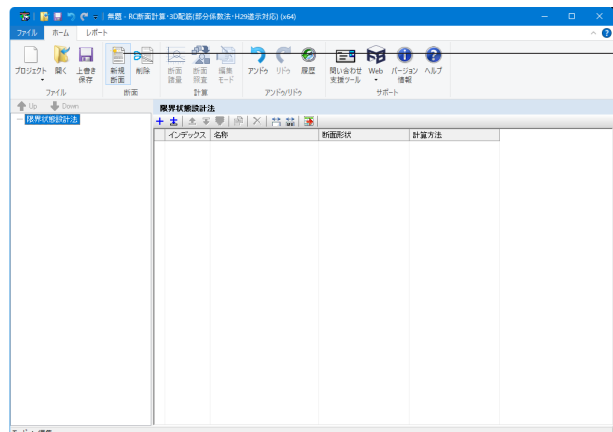 無題 - RC断面計算・3D配筋(部分係数法・H29道示対応) (x64)
ファイル ホーム レポート
プロジェクト 開く 上書き保存 新規断面 削除 断面諸量 断面照査 編集モード アンドゥ リドゥ 履歴 問い合わせ支援ツール Web バージョン情報 ヘルプ
ファイル 断面 計算 アンドゥ/リドゥ サポート
Up Down 限界状態設計法
限界状態設計法
インデックス 名称 断面形状 計算方法